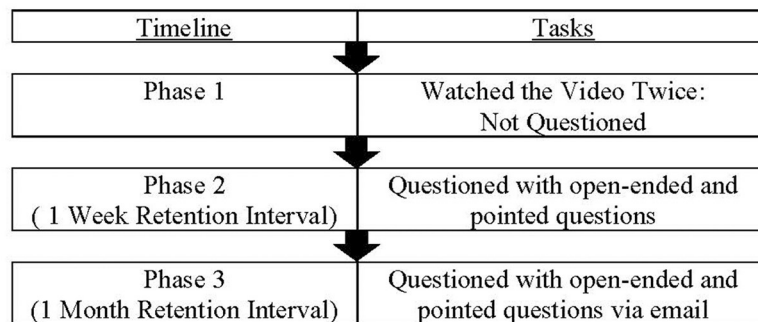 Timeline Tasks
Phase 1 Watched the Video Twice:
Not Questioned
Phase 2 Questioned with open-ended and
( 1 Week Retention Interval) pointed questions
Phase 3 Questioned with open-ended and
(1 Month Retention Interval) pointed questions via email